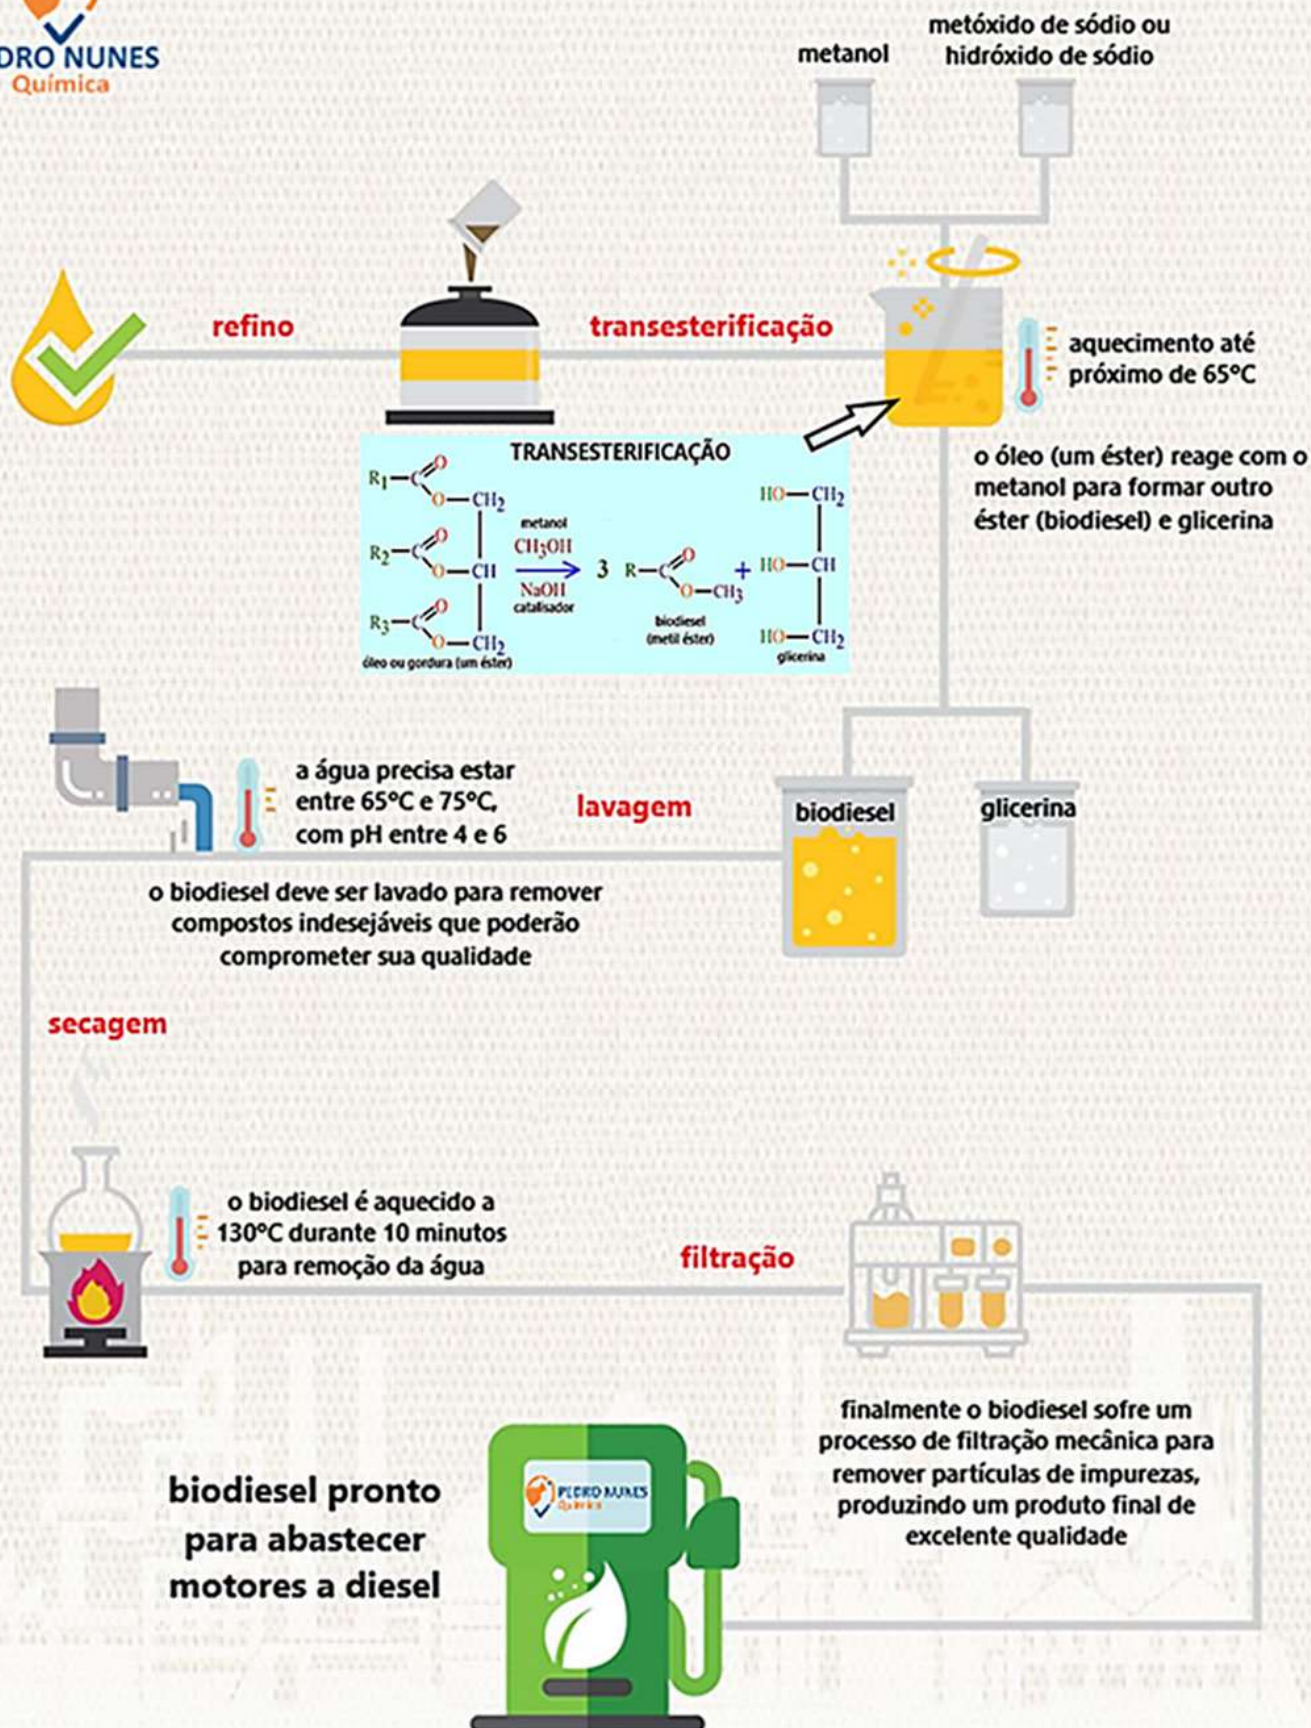 DRO NUNES
Química
metanol
metóxido de sódio ou
hidróxido de sódio
refino
transesterificação
aquecimento até
próximo de 65°C
o óleo (um éster) reage com o
metanol para formar outro
éster (biodiesel) e glicerina
TRANSESTERIFICAÇÃO
R1—C O
O—CH2
R2—C O
O—CH
R3—C O
O—CH2
óleo ou gordura (um éster)
metanol
CH3OH
NaOH
catalisador
3 R—C O
O—CH3
biodiesel
(metil éster)
+
HO—CH2
HO—CH
HO—CH2
glicerina
a água precisa estar
entre 65°C e 75°C,
com pH entre 4 e 6
lavagem
biodiesel
glicerina
o biodiesel deve ser lavado para remover
compostos indesejáveis que poderão
comprometer sua qualidade
secagem
o biodiesel é aquecido a
130°C durante 10 minutos
para remoção da água
filtração
finalmente o biodiesel sofre um
processo de filtração mecânica para
remover partículas de impurezas,
produzindo um produto final de
excelente qualidade
biodiesel pronto
para abastecer
motores a diesel
PEDRO NUNES
Química